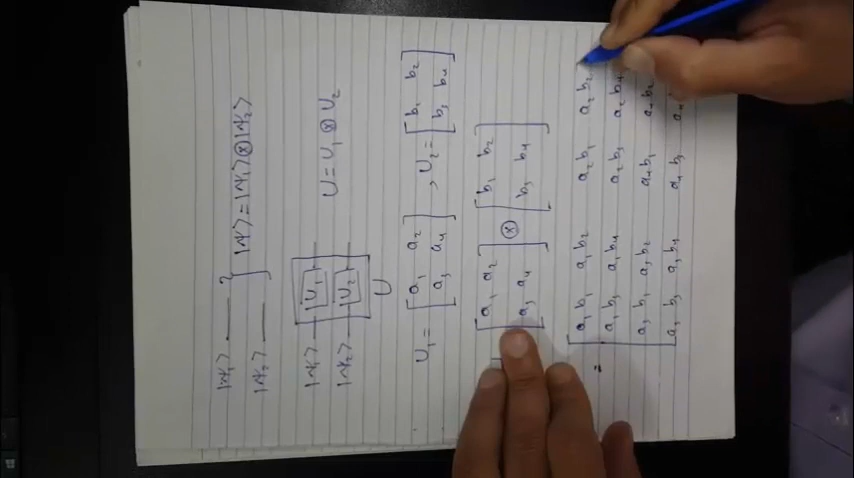 |ψ₁⟩ ——
|ψ₂⟩ —— } |ψ⟩ = |ψ₁⟩ ⊗ |ψ₂⟩
|ψ₁⟩ — U₁ —
|ψ₂⟩ — U₂ — U = U₁ ⊗ U₂
U
U₁ = [ a₁ a₂
a₃ a₄ ] , U₂ = [ b₁ b₂
b₃ b₄ ]
[ a₁ a₂
a₃ a₄ ] ⊗ [ b₁ b₂
b₃ b₄ ]
= [ a₁b₁ a₁b₂ a₂b₁ a₂b₂
a₁b₃ a₁b₄ a₂b₃ a₂b₄
a₃b₁ a₃b₂ a₄b₁ a₄b₂
a₃b₃ a₃b₄ a₄b₃